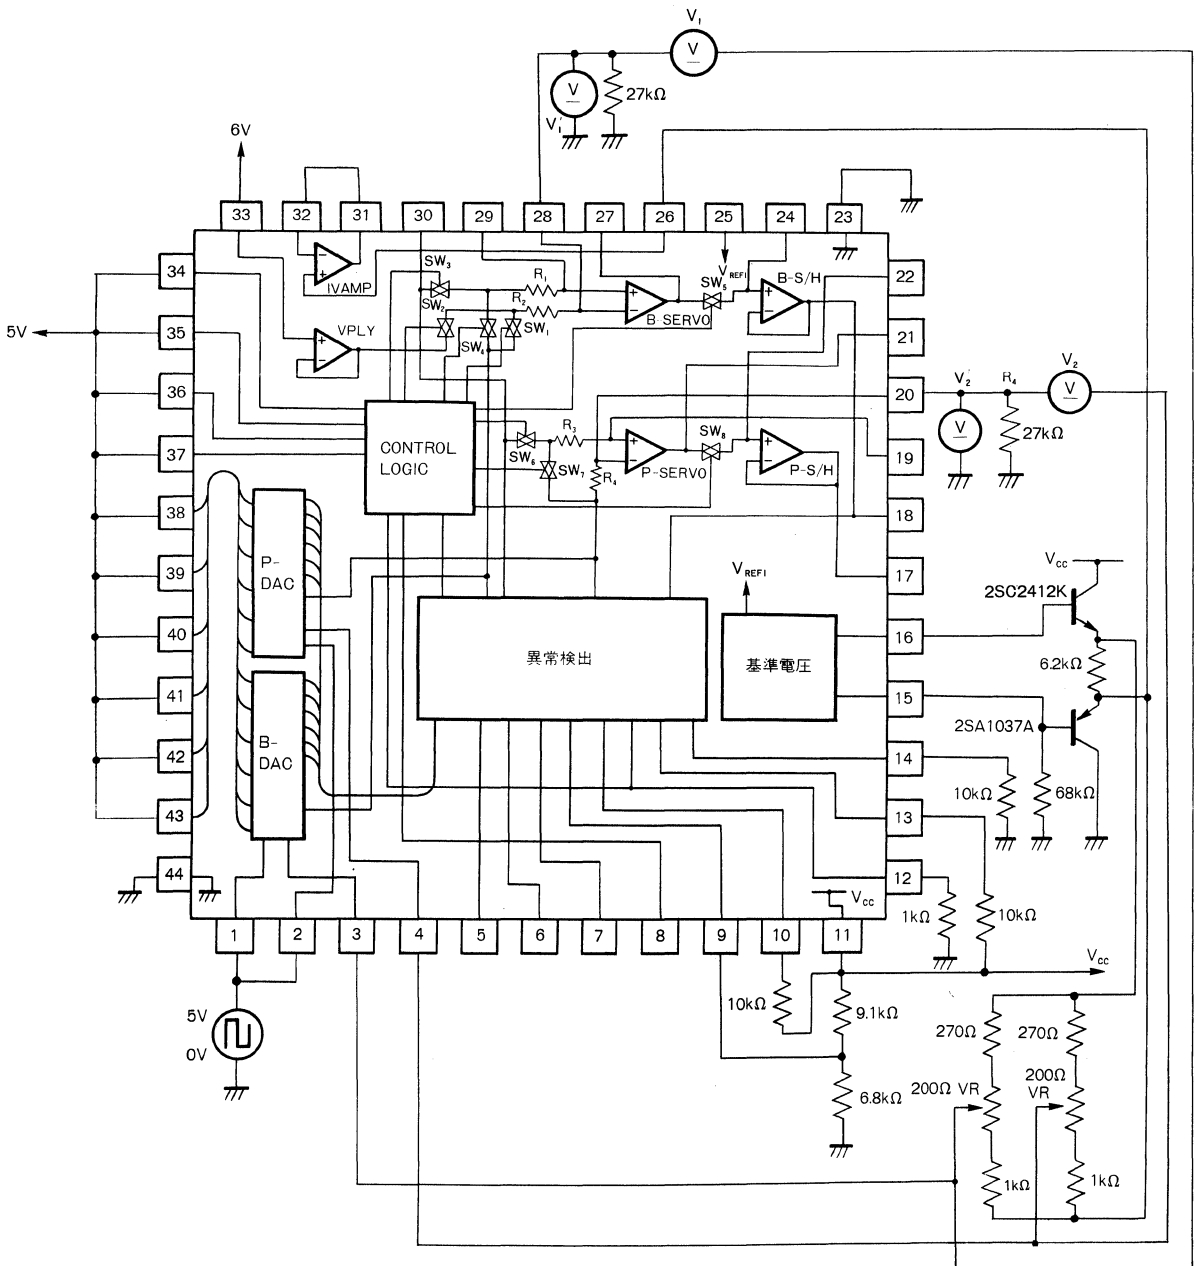 V₁
V
V
V₁'
27kΩ
6V
33
32
31
30
29
28
27
26
25
24
23
34
35
36
37
38
39
40
41
42
43
44
5V
IVAMP
VPLY
SW₃
SW₂
SW₄
SW₁
R₁
R₂
B-SERVO
SW₅
VREF1
B-S/H
22
21
20
19
18
17
16
15
14
13
12
CONTROL
LOGIC
SW₆
R₃
SW₇
R₄
P-SERVO
SW₈
P-S/H
V₂
V
R₄
27kΩ
V₂
V
P-
DAC
B-
DAC
異常検出
VREF1
基準電圧
Vcc
2SC2412K
6.2kΩ
2SA1037A
10kΩ
68kΩ
Vcc
1kΩ
10kΩ
1
2
3
4
5
6
7
8
9
10
11
5V
0V
10kΩ
9.1kΩ
6.8kΩ
Vcc
270Ω
270Ω
200Ω VR
200Ω
VR
1kΩ
1kΩ